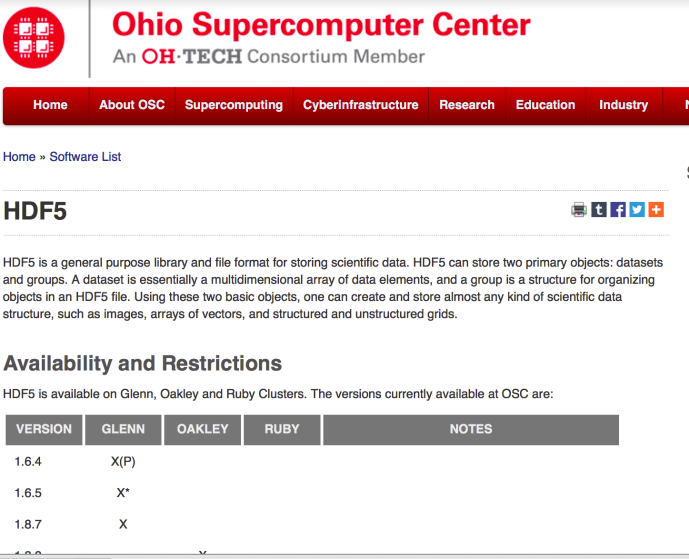 Ohio Supercomputer Center
An OH·TECH Consortium Member
Home About OSC Supercomputing Cyberinfrastructure Research Education Industry
Home » Software List
HDF5
HDF5 is a general purpose library and file format for storing scientific data. HDF5 can store two primary objects: datasets
and groups. A dataset is essentially a multidimensional array of data elements, and a group is a structure for organizing
objects in an HDF5 file. Using these two basic objects, one can create and store almost any kind of scientific data
structure, such as images, arrays of vectors, and structured and unstructured grids.
Availability and Restrictions
HDF5 is available on Glenn, Oakley and Ruby Clusters. The versions currently available at OSC are:
VERSION GLENN OAKLEY RUBY NOTES
1.6.4 X(P)
1.6.5 X*
1.8.7 X